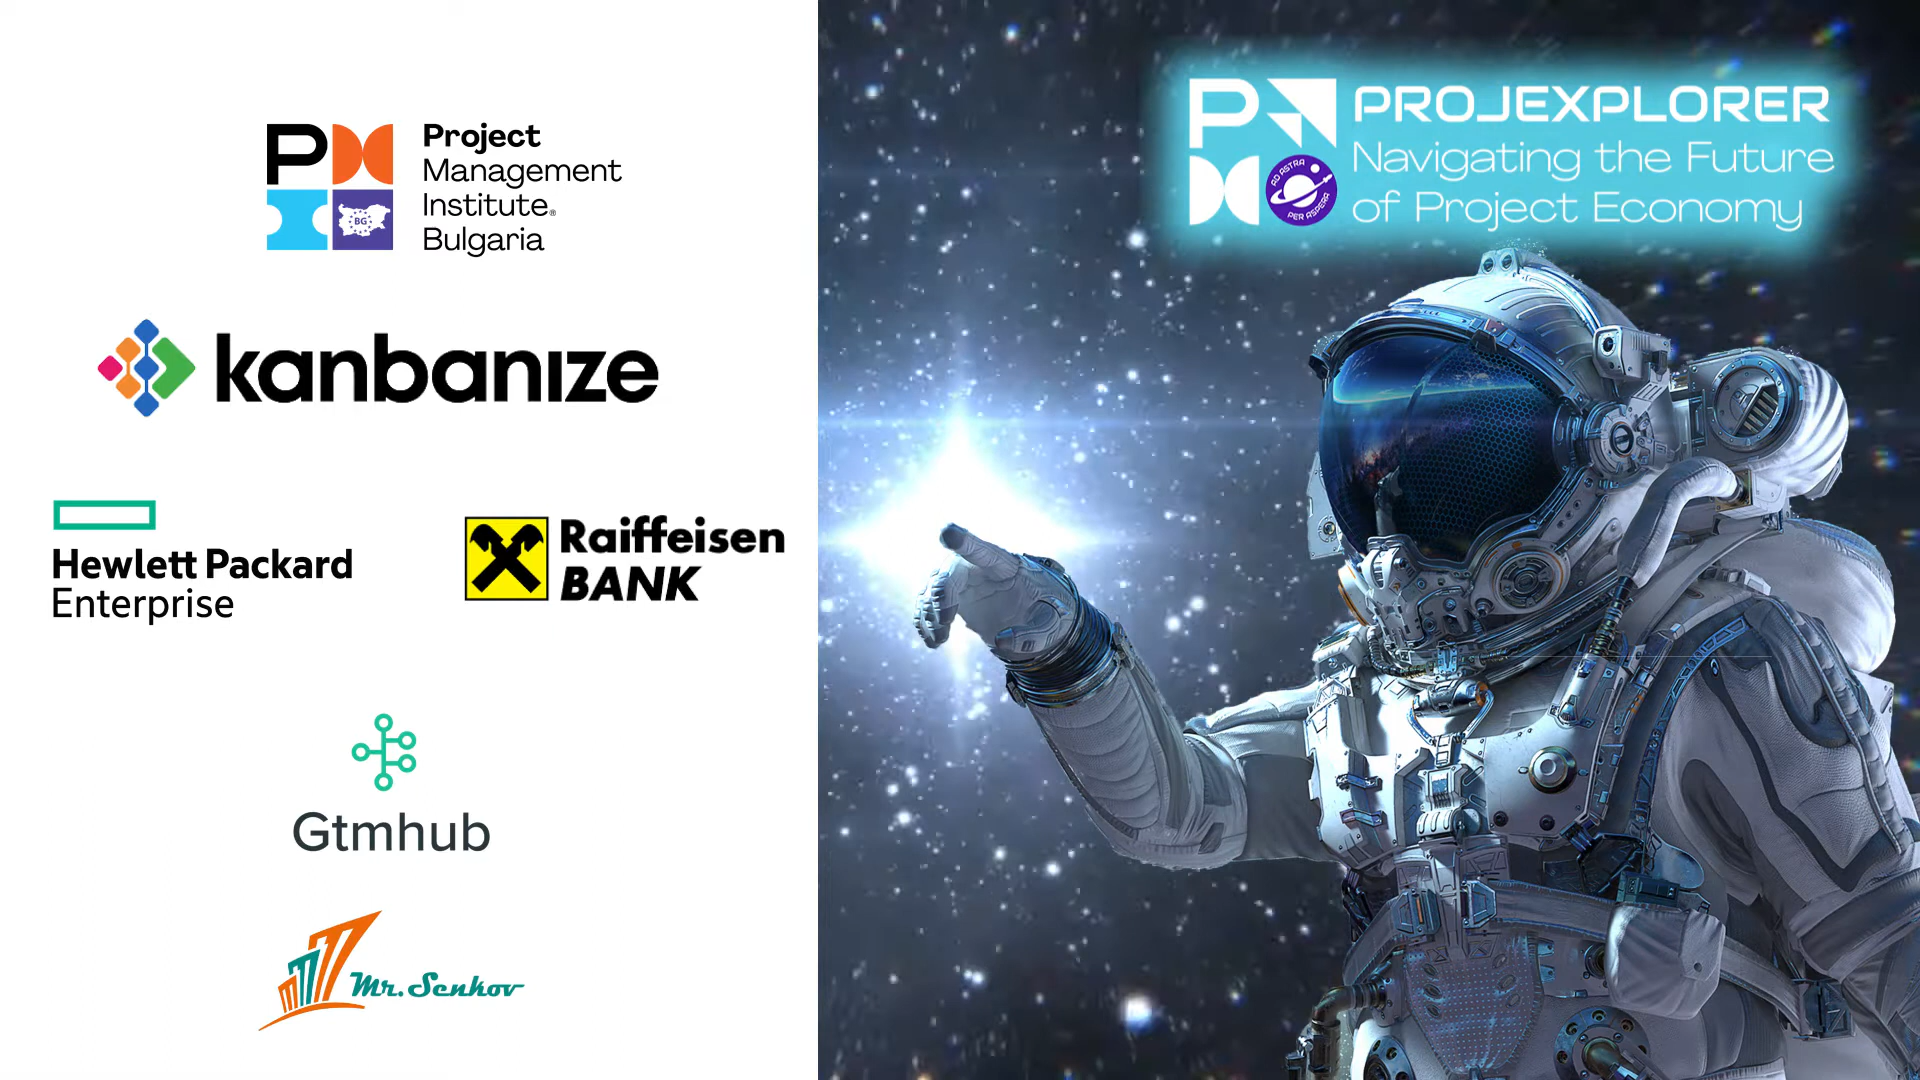 Project
Management
Institute®
Bulgaria
BG
kanbanize
Hewlett Packard
Enterprise
Raiffeisen
BANK
Gtmhub
Mr. Senkov
PROJEXPLORER
Navigating the Future
of Project Economy
AD ASTRA
PER ASPERA